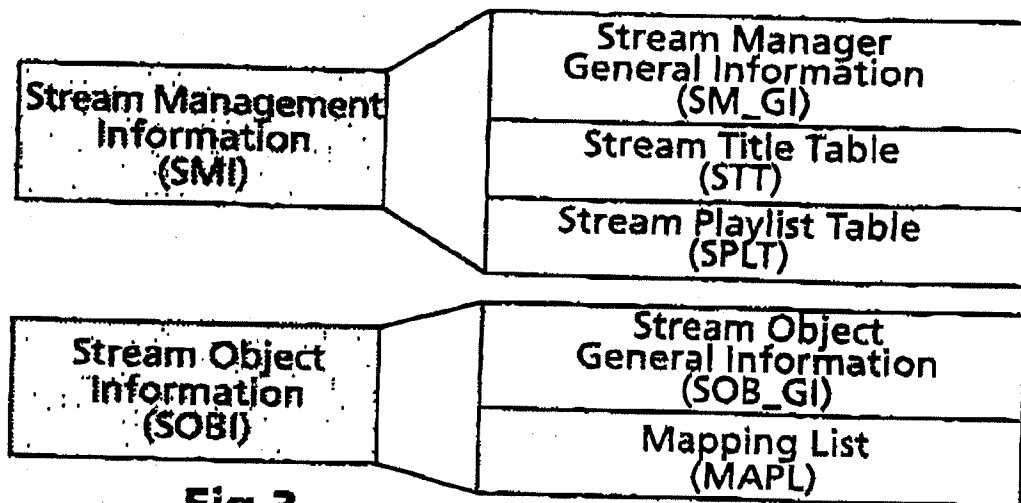 Stream Management
Information
(SMI)
Stream Manager
General Information
(SM_GI)
Stream Title Table
(STT)
Stream Playlist Table
(SPLT)
Stream Object
Information
(SOBI)
Stream Object
General Information
(SOB_GI)
Mapping List
(MAPL)